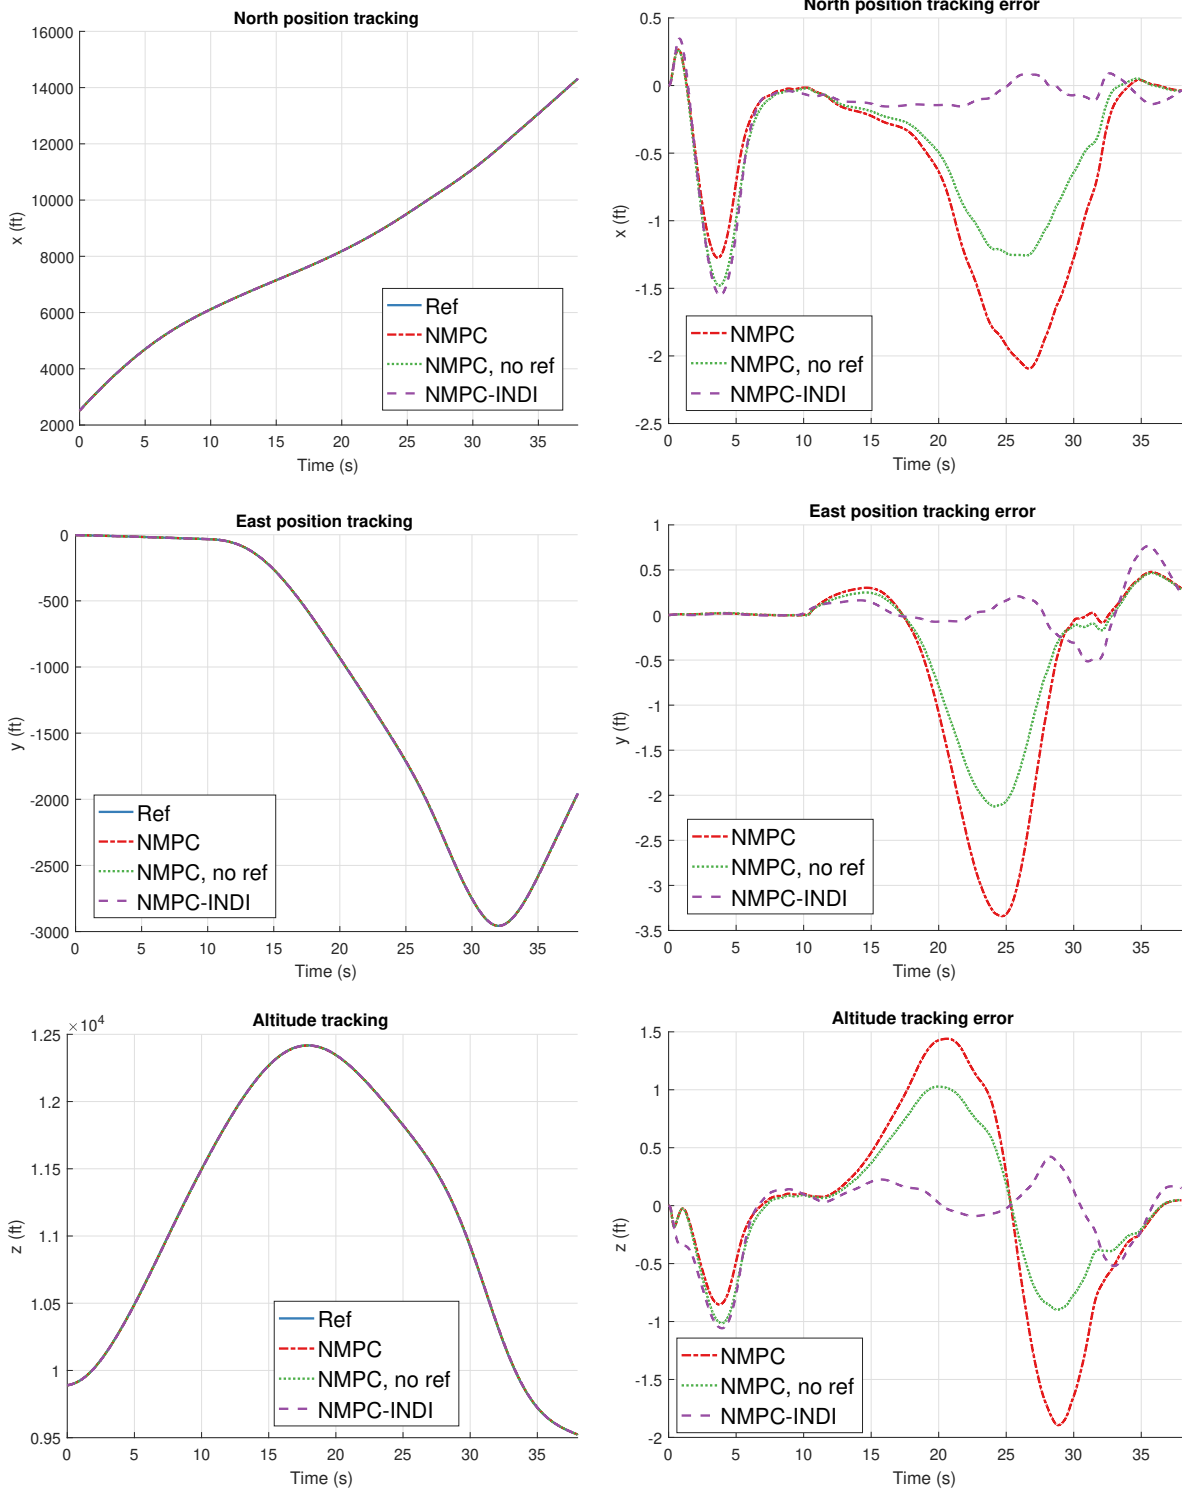 North position tracking
16000
14000
12000
10000
8000
6000
4000
2000
x (ft)
0 5 10 15 20 25 30 35
Time (s)
Ref
NMPC
NMPC, no ref
NMPC-INDI
North position tracking error
0.5
0
-0.5
-1
-1.5
-2
-2.5
x (ft)
0 5 10 15 20 25 30 35
Time (s)
NMPC
NMPC, no ref
NMPC-INDI
East position tracking
0
-500
-1000
-1500
-2000
-2500
-3000
y (ft)
0 5 10 15 20 25 30 35
Time (s)
Ref
NMPC
NMPC, no ref
NMPC-INDI
East position tracking error
1
0.5
0
-0.5
-1
-1.5
-2
-2.5
-3
-3.5
y (ft)
0 5 10 15 20 25 30 35
Time (s)
NMPC
NMPC, no ref
NMPC-INDI
Altitude tracking
×10⁴
1.25
1.2
1.15
1.1
1.05
1
0.95
z (ft)
0 5 10 15 20 25 30 35
Time (s)
Ref
NMPC
NMPC, no ref
NMPC-INDI
Altitude tracking error
1.5
1
0.5
0
-0.5
-1
-1.5
-2
z (ft)
0 5 10 15 20 25 30 35
Time (s)
NMPC
NMPC, no ref
NMPC-INDI